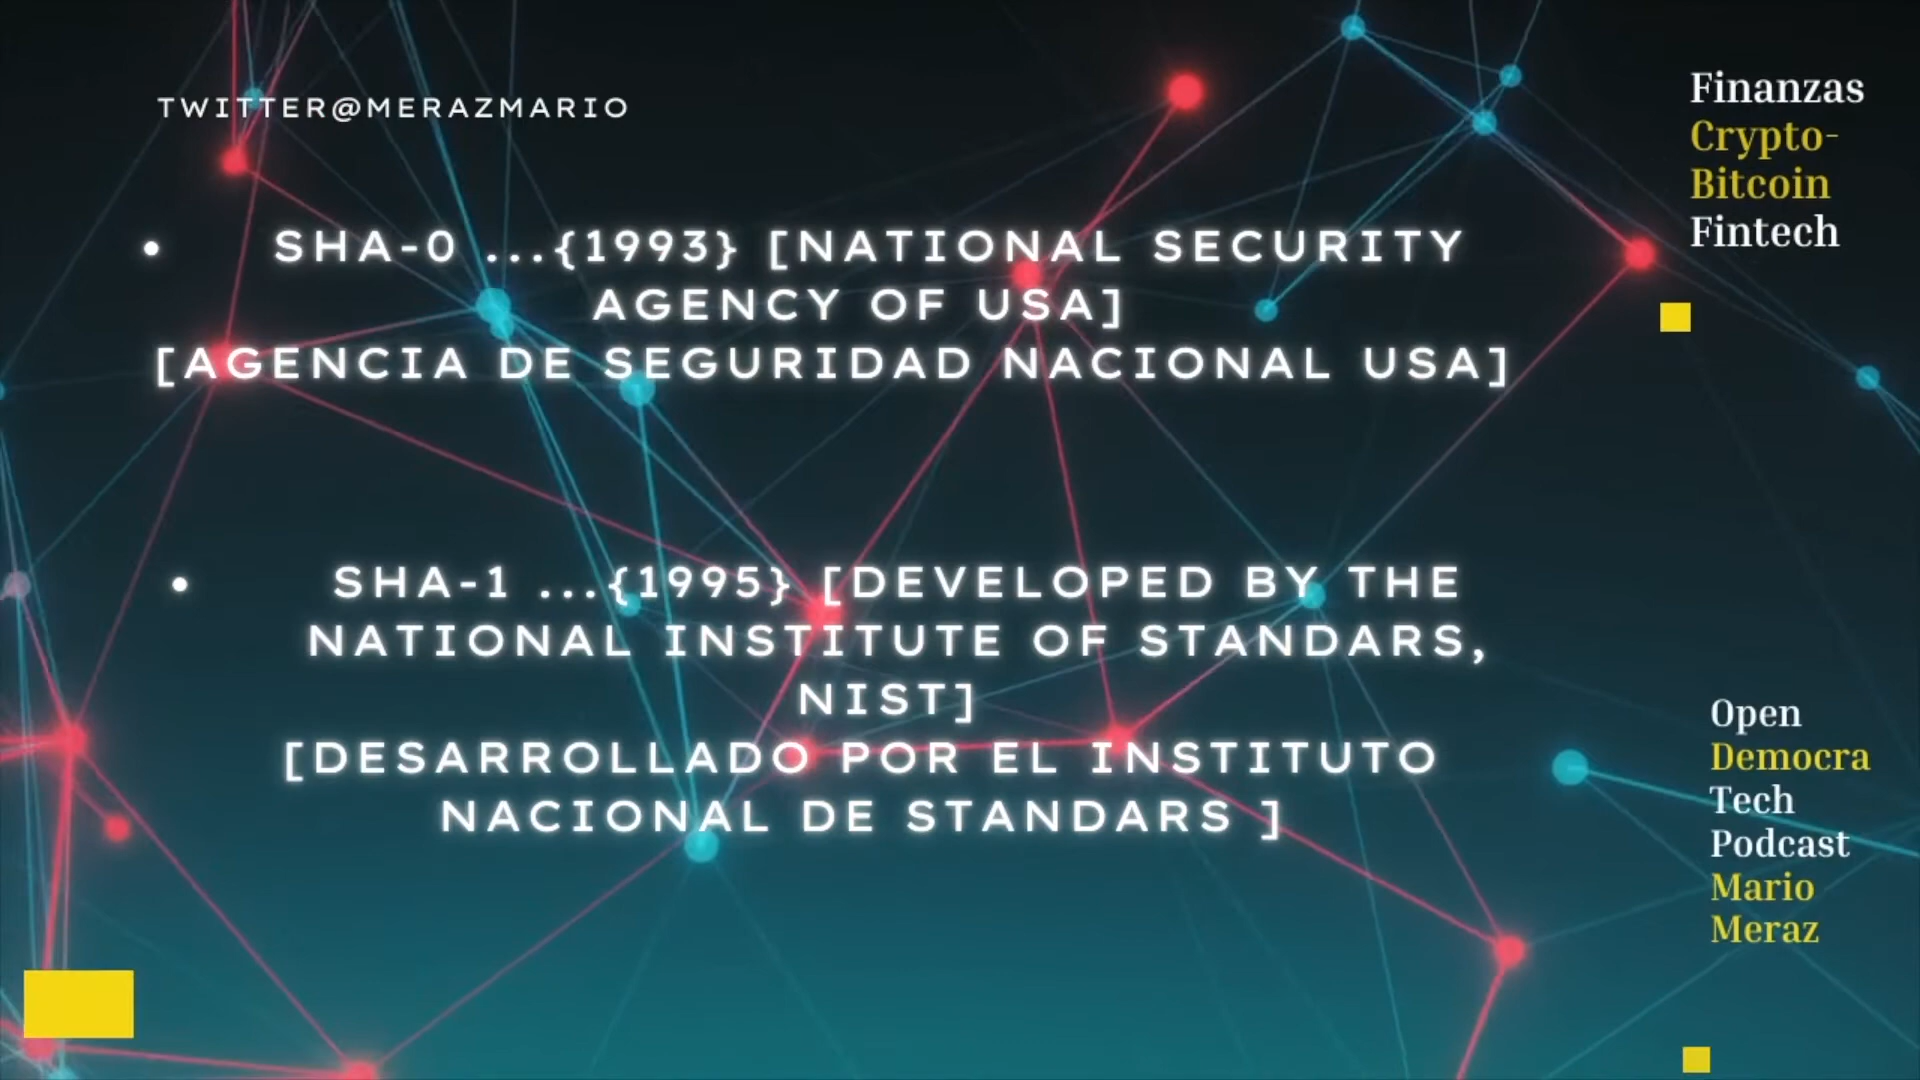 TWITTER@MERAZMARIO
Finanzas
Crypto-
Bitcoin
Fintech
• SHA-0 ...{1993} [NATIONAL SECURITY
AGENCY OF USA]
[AGENCIA DE SEGURIDAD NACIONAL USA]
• SHA-1 ...{1995} [DEVELOPED BY THE
NATIONAL INSTITUTE OF STANDARS,
NIST]
[DESARROLLADO POR EL INSTITUTO
NACIONAL DE STANDARS ]
Open
Democra
Tech
Podcast
Mario
Meraz